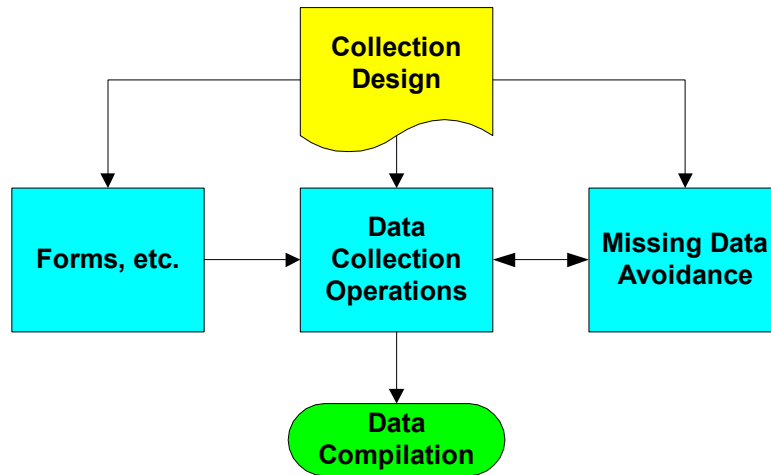 Collection
Design
Forms, etc.
Data
Collection
Operations
Missing Data
Avoidance
Data
Compilation